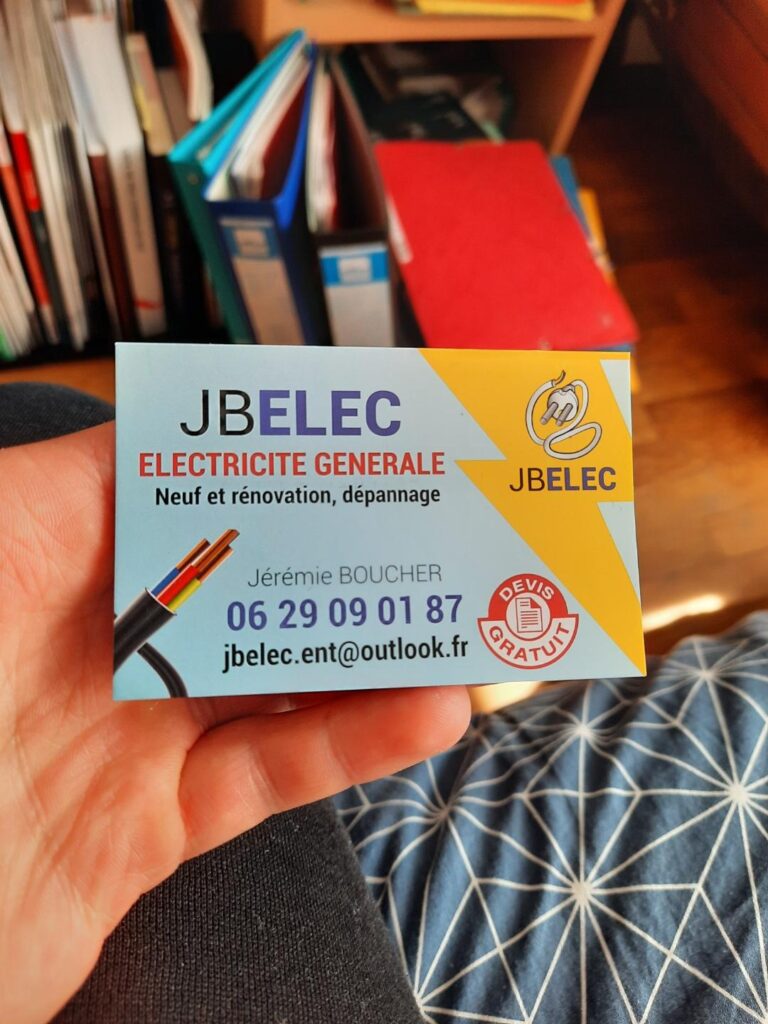 JBELEC
ELECTRICITE GENERALE
Neuf et rénovation, dépannage
JBELEC
Jérémie BOUCHER
06 29 09 01 87
jbelec.ent@outlook.fr
DEVIS
GRATUIT